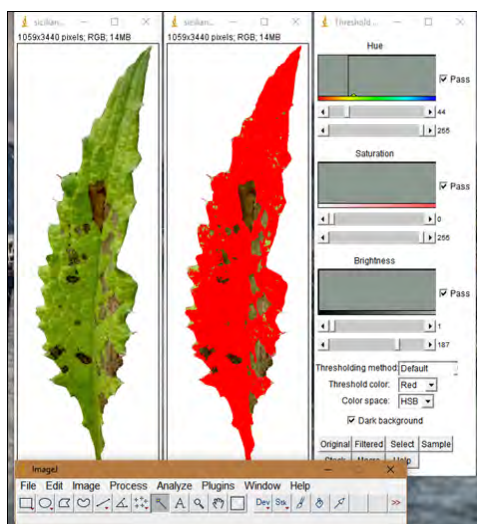 sicilian...
sicilian...
Threshold
1059x3440 pixels; RGB; 14MB
1059x3440 pixels; RGB; 14MB
Hue
Pass
44
255
Saturation
Pass
0
255
Brightness
Pass
1
187
Thresholding method: Default
Threshold color: Red
Color space: HSB
Dark background
Original Filtered Select Sample
Stack Macro Help
ImageJ
File Edit Image Process Analyze Plugins Window Help
A Dev Stk >>